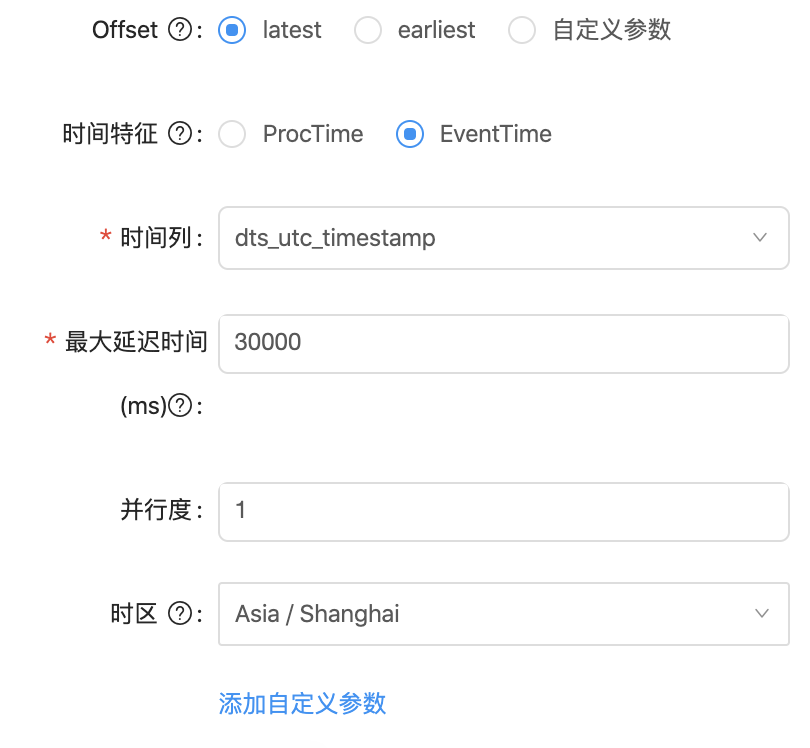 Offset ?: latest earliest 自定义参数
时间特征 ?: ProcTime EventTime
* 时间列: dts_utc_timestamp
* 最大延迟时间 30000
(ms)?:
并行度: 1
时区 ?: Asia / Shanghai
添加自定义参数